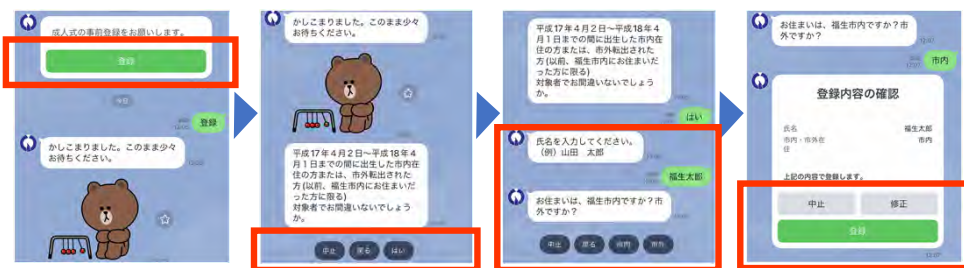 成人式の事前登録をお願いします。
登録
今日
登録
かしこまりました。このまま少々
お待ちください。
かしこまりました。このまま少々
お待ちください。
平成17年4月2日~平成18年4
月1日までの間に出生した市内在
住の方または、市外転出された
方(以前、福生市内にお住まいだ
った方に限る)
対象者でお間違いないでしょう
か。
中止
戻る
はい
平成17年4月2日~平成18年4
月1日までの間に出生した市内在
住の方または、市外転出された
方(以前、福生市内にお住まいだ
った方に限る)
対象者でお間違いないでしょう
か。
はい
氏名を入力してください。
(例)山田 太郎
福生太郎
お住まいは、福生市内ですか?市
外ですか?
中止
戻る
市内
市外
お住まいは、福生市内ですか?市
外ですか?
市内
登録内容の確認
氏名 福生太郎
市内・市外在 市内
住
上記の内容で登録します。
中止
修正
登録